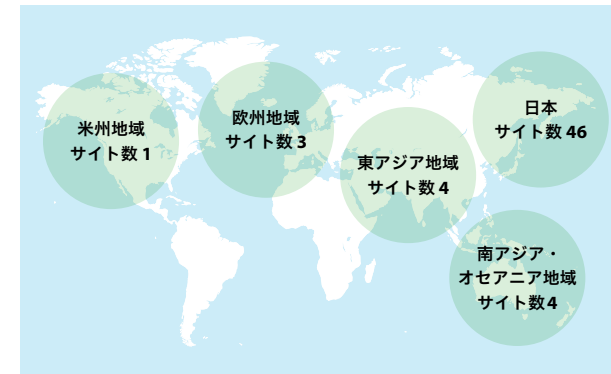 米州地域
サイト数 1
欧州地域
サイト数 3
東アジア地域
サイト数 4
日本
サイト数 46
南アジア・
オセアニア地域
サイト数4